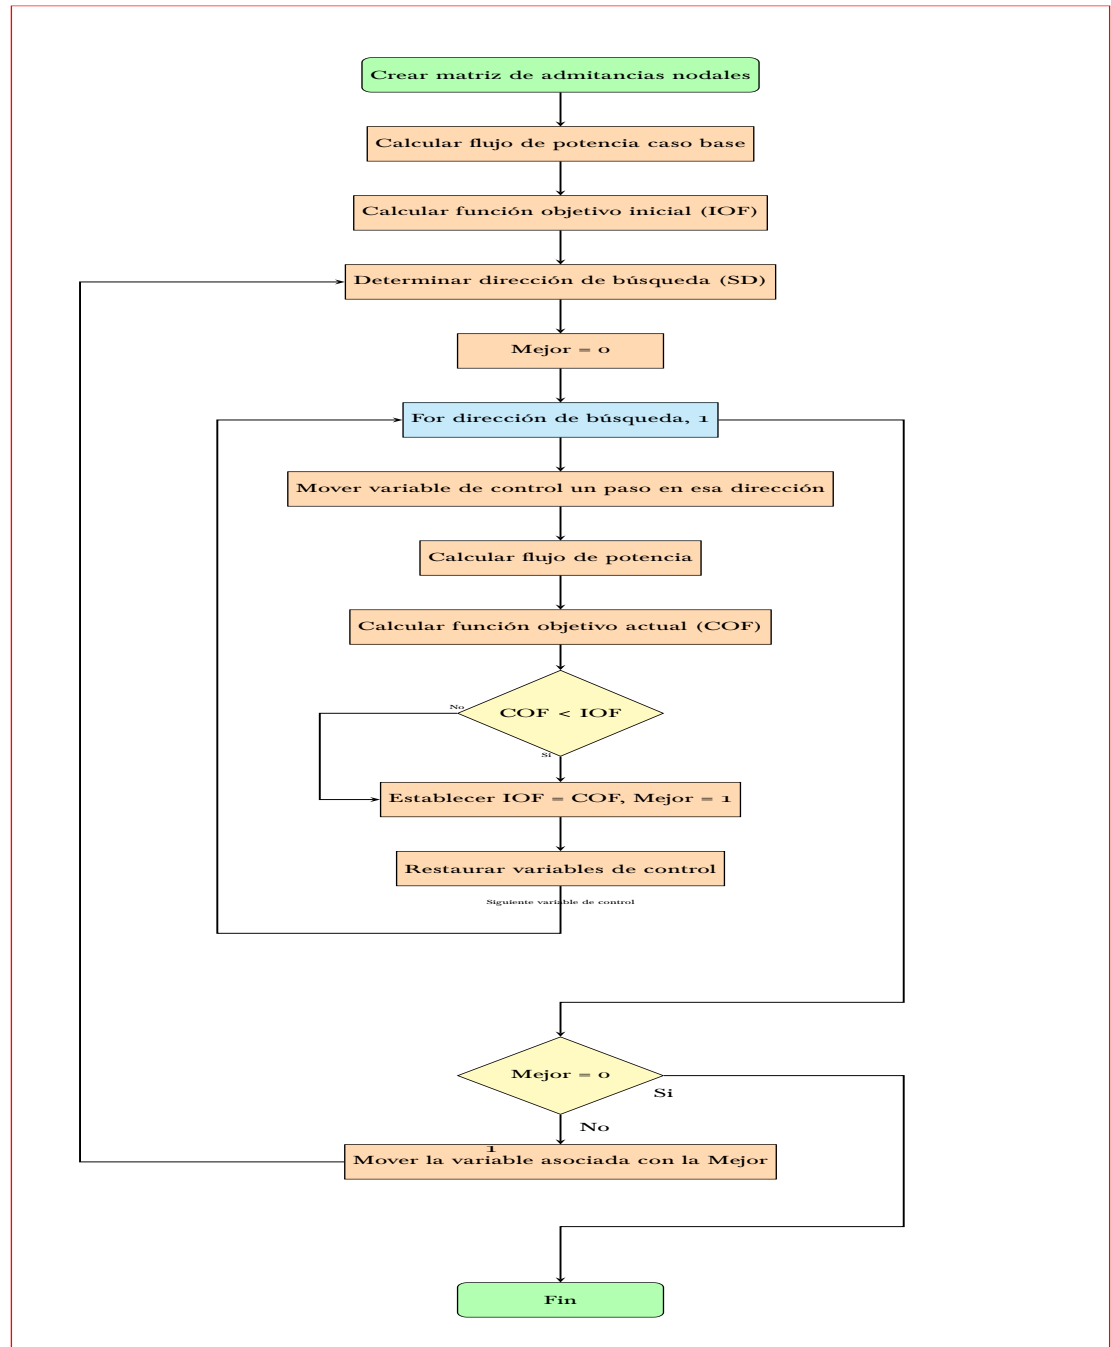 Crear matriz de admitancias nodales
Calcular flujo de potencia caso base
Calcular función objetivo inicial (IOF)
Determinar dirección de búsqueda (SD)
Mejor = 0
For dirección de búsqueda, 1
Mover variable de control un paso en esa dirección
Calcular flujo de potencia
Calcular función objetivo actual (COF)
No
COF < IOF
Si
Establecer IOF = COF, Mejor = 1
Restaurar variables de control
Siguiente variable de control
Mejor = 0
Si
No
1
Mover la variable asociada con la Mejor
Fin